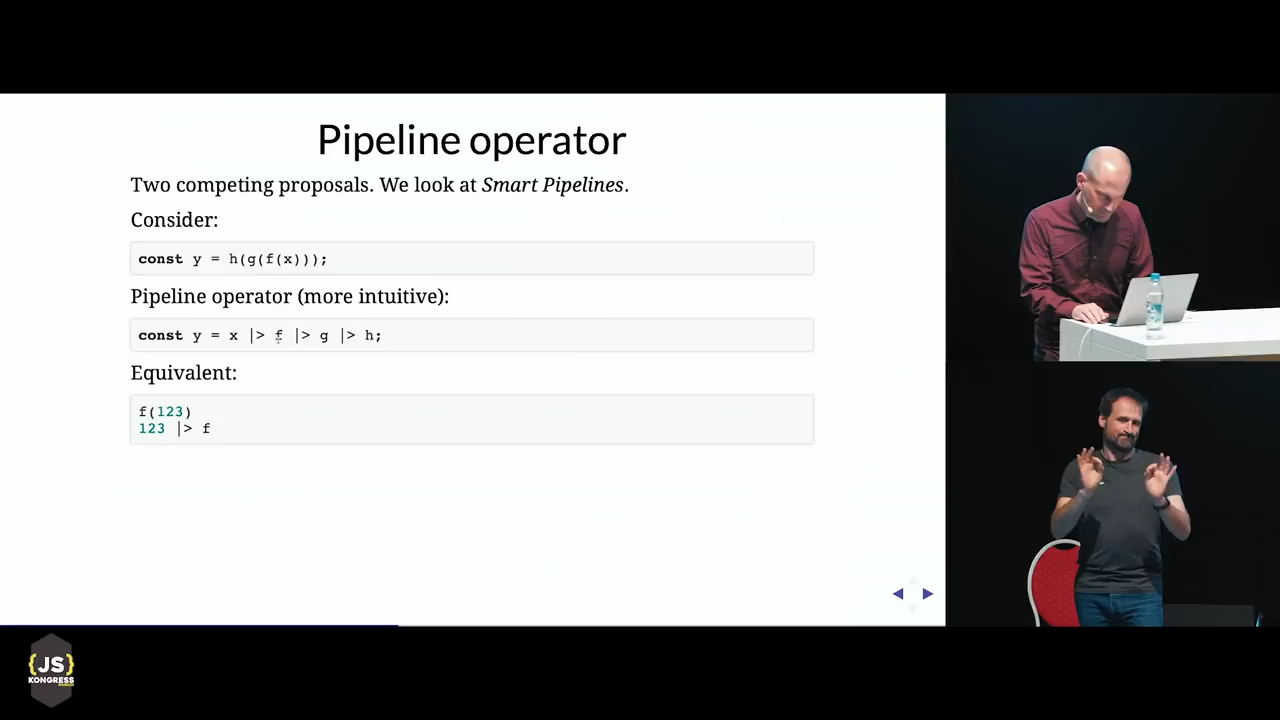 Pipeline operator
Two competing proposals. We look at Smart Pipelines.
Consider:
const y = h(g(f(x)));
Pipeline operator (more intuitive):
const y = x |> f |> g |> h;
Equivalent:
f(123)
123 |> f
{JS}
KONGRESS